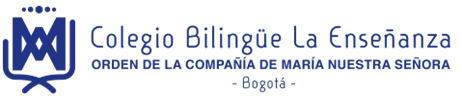 Colegio Bilingüe La Enseñanza
ORDEN DE LA COMPAÑÍA DE MARÍA NUESTRA SEÑORA
- Bogotá -